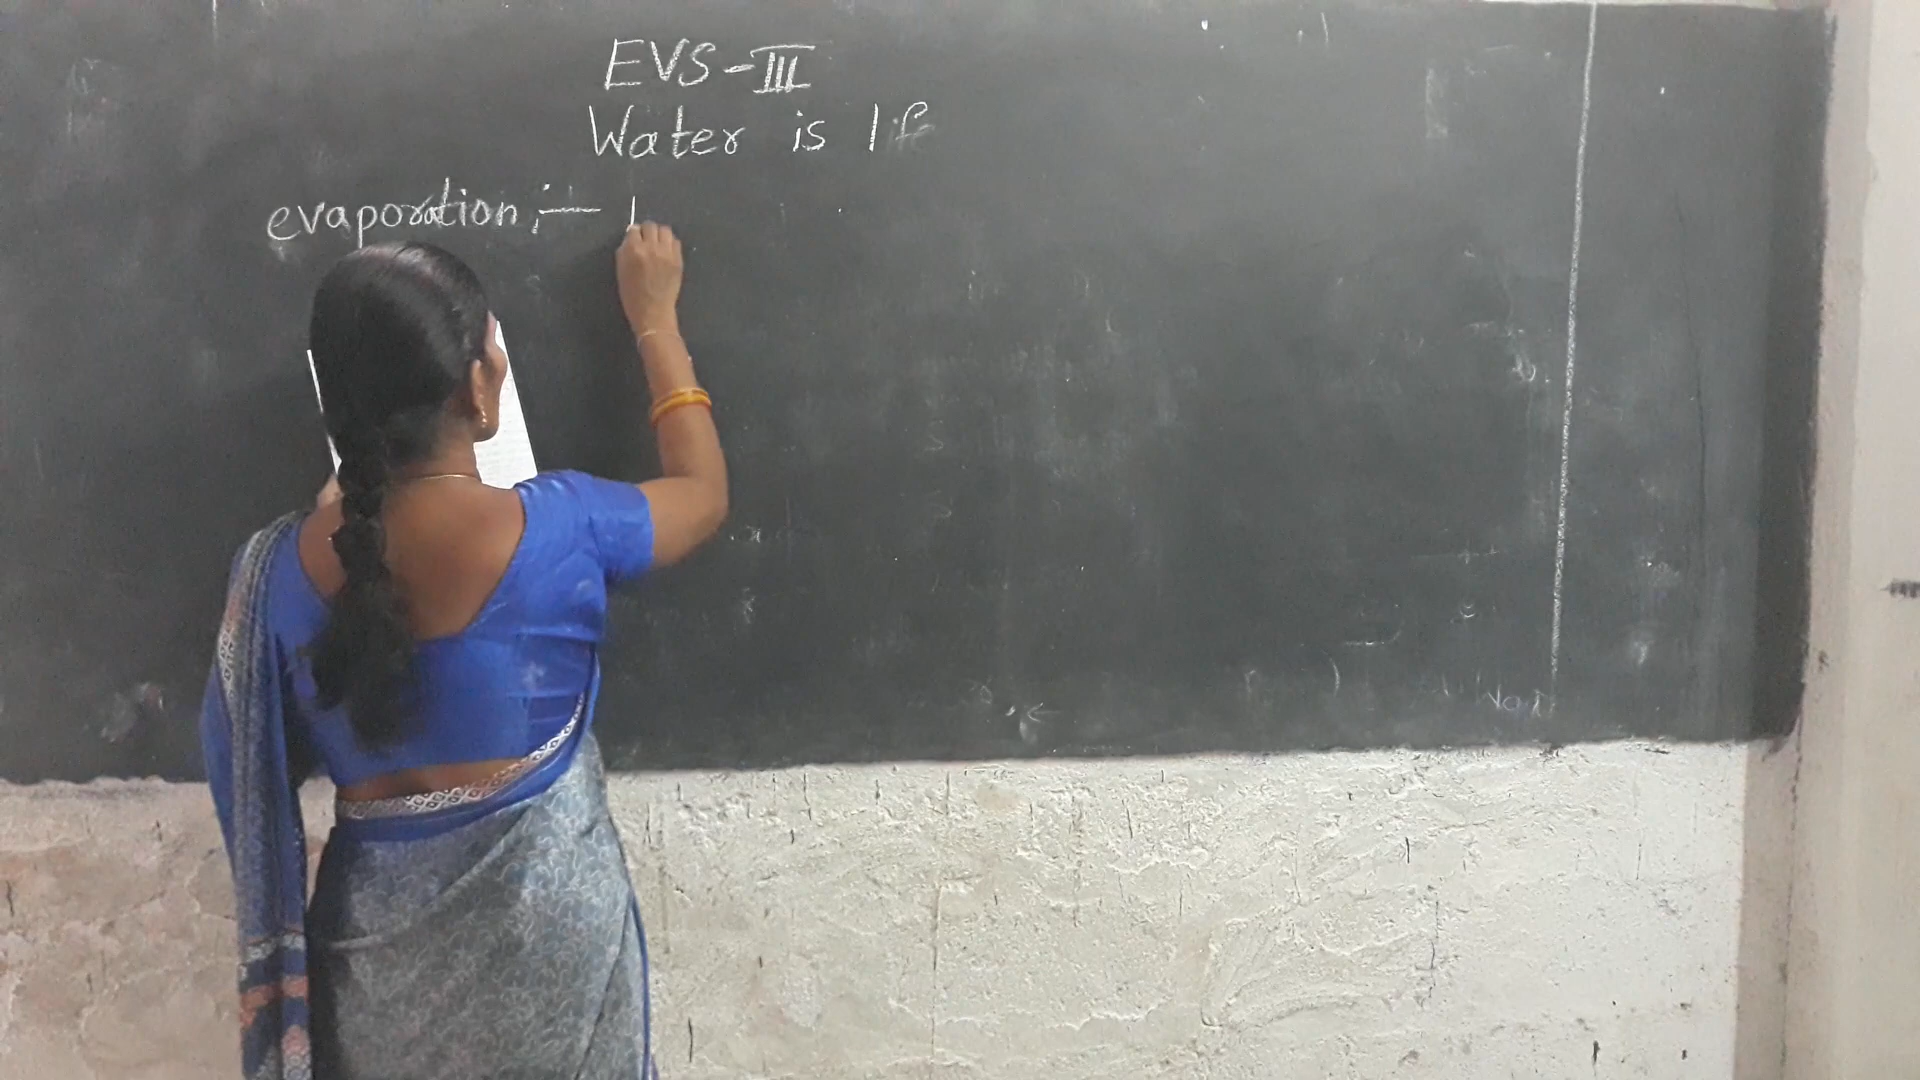 EVS-III
Water is life
evaporation :—